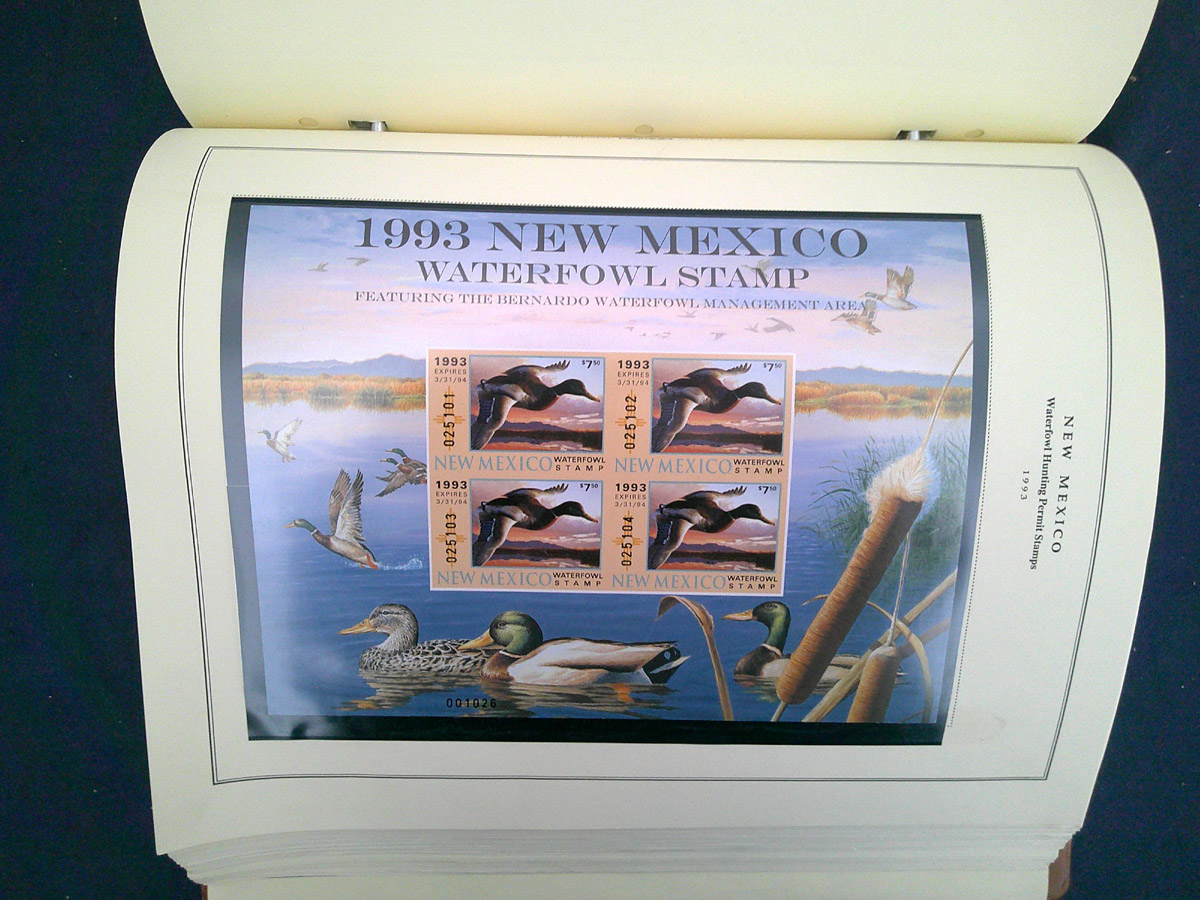 1993 NEW MEXICO
WATERFOWL STAMP
FEATURING THE BERNARDO WATERFOWL MANAGEMENT AREA
1993
EXPIRES
3/31/94
$7.50
025101
NEW MEXICO
WATERFOWL
STAMP
1993
EXPIRES
3/31/94
$7.50
025102
NEW MEXICO
WATERFOWL
STAMP
1993
EXPIRES
3/31/94
$7.50
025103
NEW MEXICO
WATERFOWL
STAMP
1993
EXPIRES
3/31/94
$7.50
025104
NEW MEXICO
WATERFOWL
STAMP
001026
NEW MEXICO
Waterfowl Hunting Permit Stamps
1993